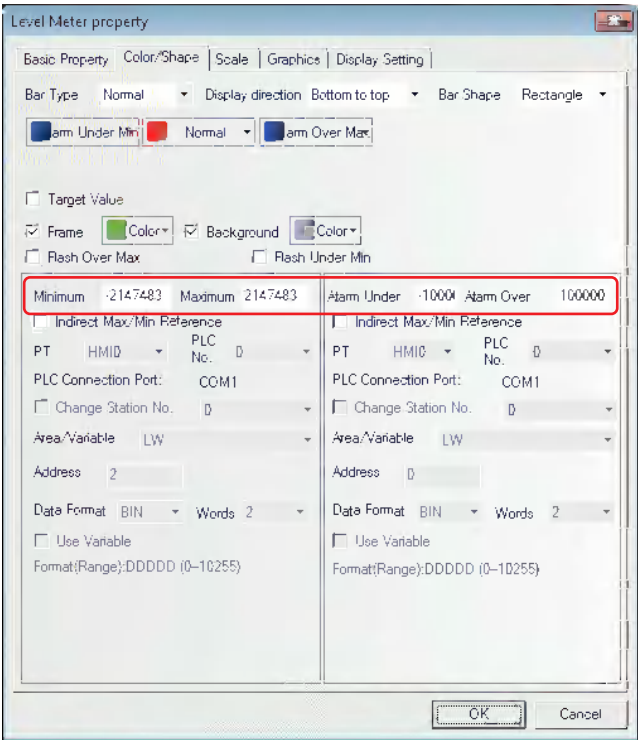 Level Meter property
Basic Property Color/Shape Scale Graphics Display Setting
Bar Type Normal Display direction Bottom to top Bar Shape Rectangle
arm Under Min Normal arm Over Max
Target Value
Frame Color Background Color
Flash Over Max Flash Under Min
Minimum -2147483 Maximum 2147483 Alarm Under -1000 Alarm Over 100000
Indirect Max/Min Reference Indirect Max/Min Reference
PT HMI0 PLC No. 0 PT HMI0 PLC No. 0
PLC Connection Port: COM1 PLC Connection Port: COM1
Change Station No. 0 Change Station No. 0
Area/Variable LW Area/Variable LW
Address 2 Address 0
Data Format BIN Words 2 Data Format BIN Words 2
Use Variable Use Variable
Format(Range):DDDDD (0–10255) Format(Range):DDDDD (0–10255)
OK Cancel